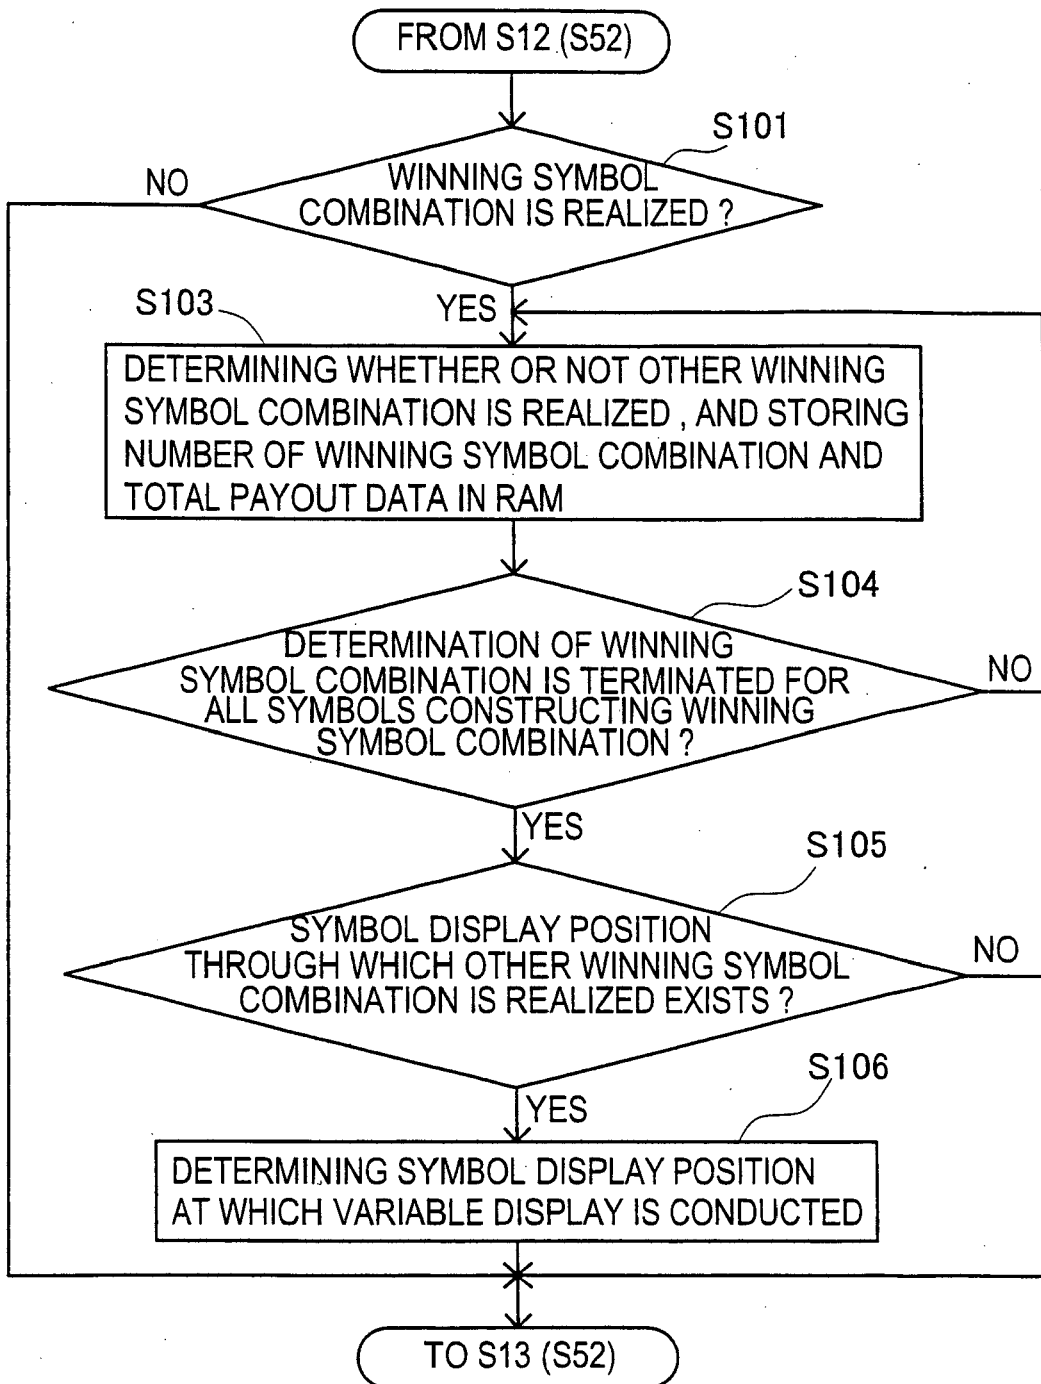 FROM S12 (S52)
S101
NO
WINNING SYMBOL
COMBINATION IS REALIZED ?
S103
YES
DETERMINING WHETHER OR NOT OTHER WINNING
SYMBOL COMBINATION IS REALIZED , AND STORING
NUMBER OF WINNING SYMBOL COMBINATION AND
TOTAL PAYOUT DATA IN RAM
S104
DETERMINATION OF WINNING
SYMBOL COMBINATION IS TERMINATED FOR
ALL SYMBOLS CONSTRUCTING WINNING
SYMBOL COMBINATION ?
NO
YES
S105
SYMBOL DISPLAY POSITION
THROUGH WHICH OTHER WINNING SYMBOL
COMBINATION IS REALIZED EXISTS ?
NO
S106
YES
DETERMINING SYMBOL DISPLAY POSITION
AT WHICH VARIABLE DISPLAY IS CONDUCTED
TO S13 (S52)